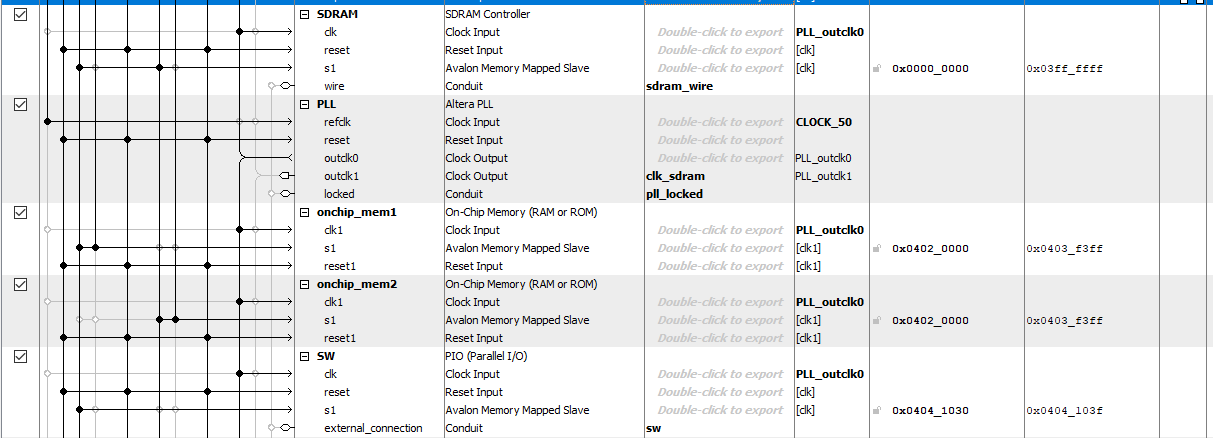 SDRAM SDRAM Controller
clk Clock Input Double-click to export PLL_outclk0
reset Reset Input Double-click to export [clk]
s1 Avalon Memory Mapped Slave Double-click to export [clk] 0x0000_0000 0x03ff_ffff
wire Conduit sdram_wire
PLL Altera PLL
refclk Clock Input Double-click to export CLOCK_50
reset Reset Input Double-click to export
outclk0 Clock Output Double-click to export PLL_outclk0
outclk1 Clock Output clk_sdram PLL_outclk1
locked Conduit pll_locked
onchip_mem1 On-Chip Memory (RAM or ROM)
clk1 Clock Input Double-click to export PLL_outclk0
s1 Avalon Memory Mapped Slave Double-click to export [clk1] 0x0402_0000 0x0403_f3ff
reset1 Reset Input Double-click to export [clk1]
onchip_mem2 On-Chip Memory (RAM or ROM)
clk1 Clock Input Double-click to export PLL_outclk0
s1 Avalon Memory Mapped Slave Double-click to export [clk1] 0x0402_0000 0x0403_f3ff
reset1 Reset Input Double-click to export [clk1]
SW PIO (Parallel I/O)
clk Clock Input Double-click to export PLL_outclk0
reset Reset Input Double-click to export [clk]
s1 Avalon Memory Mapped Slave Double-click to export [clk] 0x0404_1030 0x0404_103f
external_connection Conduit sw